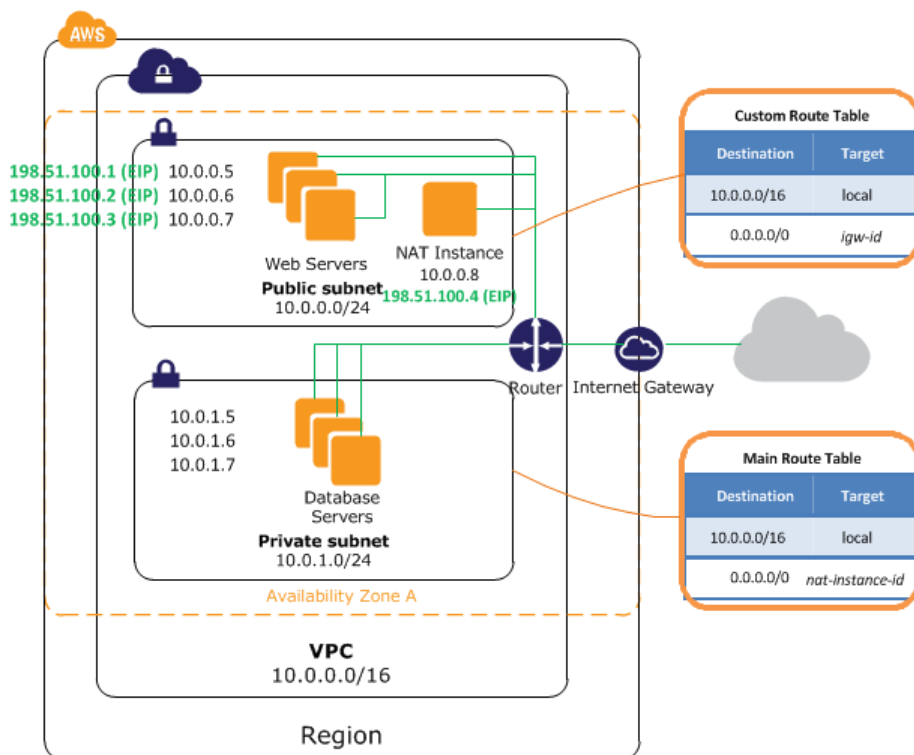 AWS
198.51.100.1 (EIP) 10.0.0.5
198.51.100.2 (EIP) 10.0.0.6
198.51.100.3 (EIP) 10.0.0.7
Web Servers
NAT Instance
10.0.0.8
198.51.100.4 (EIP)
Public subnet
10.0.0.0/24
Custom Route Table
Destination Target
10.0.0.0/16 local
0.0.0.0/0 igw-id
Router
Internet Gateway
10.0.1.5
10.0.1.6
10.0.1.7
Database
Servers
Private subnet
10.0.1.0/24
Main Route Table
Destination Target
10.0.0.0/16 local
0.0.0.0/0 nat-instance-id
Availability Zone A
VPC
10.0.0.0/16
Region